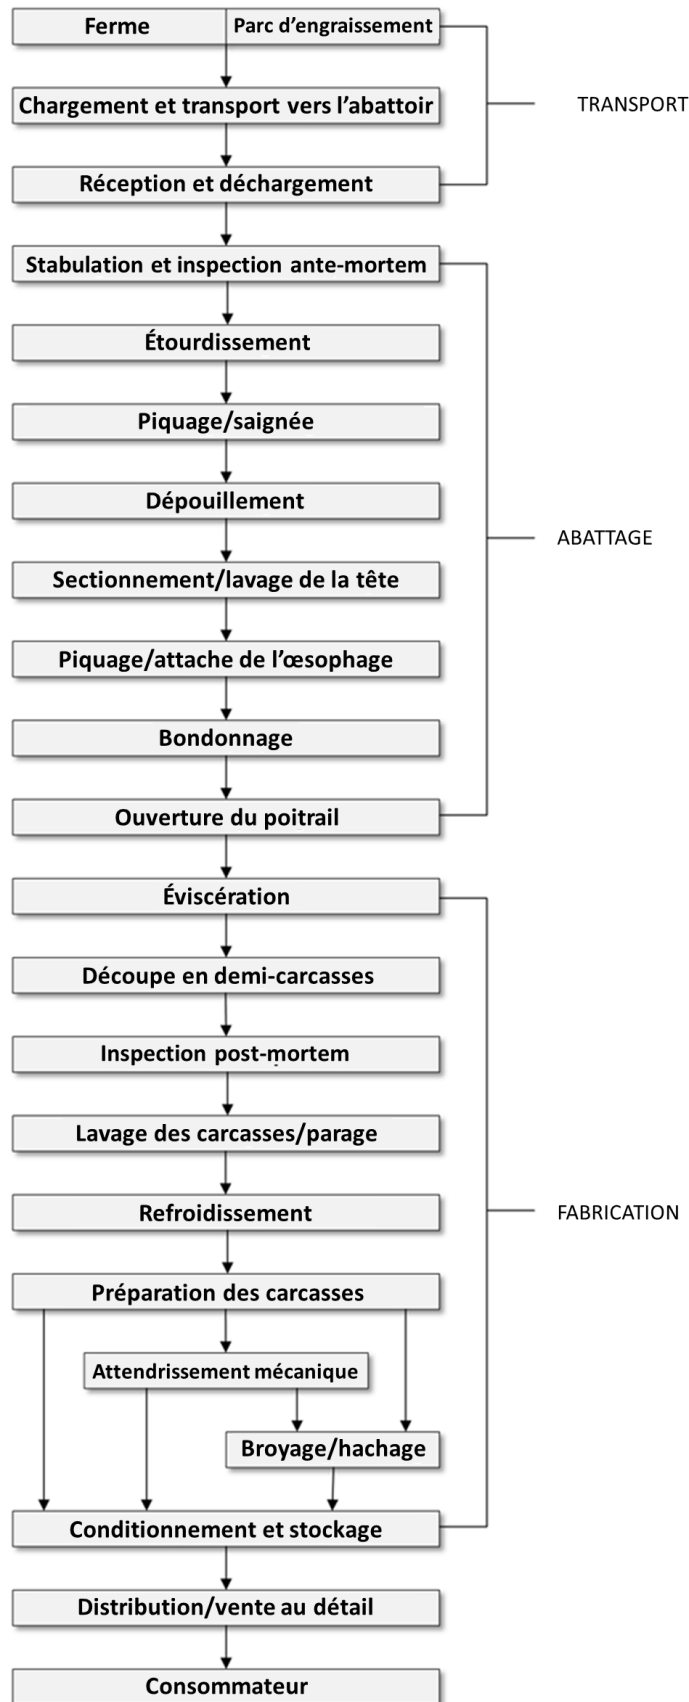 Ferme
Parc d’engraissement
Chargement et transport vers l’abattoir
TRANSPORT
Réception et déchargement
Stabulation et inspection ante-mortem
Étourdissement
Piquage/saignée
Dépouillement
ABATTAGE
Sectionnement/lavage de la tête
Piquage/attache de l’œsophage
Bondonnage
Ouverture du poitrail
Éviscération
Découpe en demi-carcasses
Inspection post-mortem
Lavage des carcasses/parage
Refroidissement
FABRICATION
Préparation des carcasses
Attendrissement mécanique
Broyage/hachage
Conditionnement et stockage
Distribution/vente au détail
Consommateur